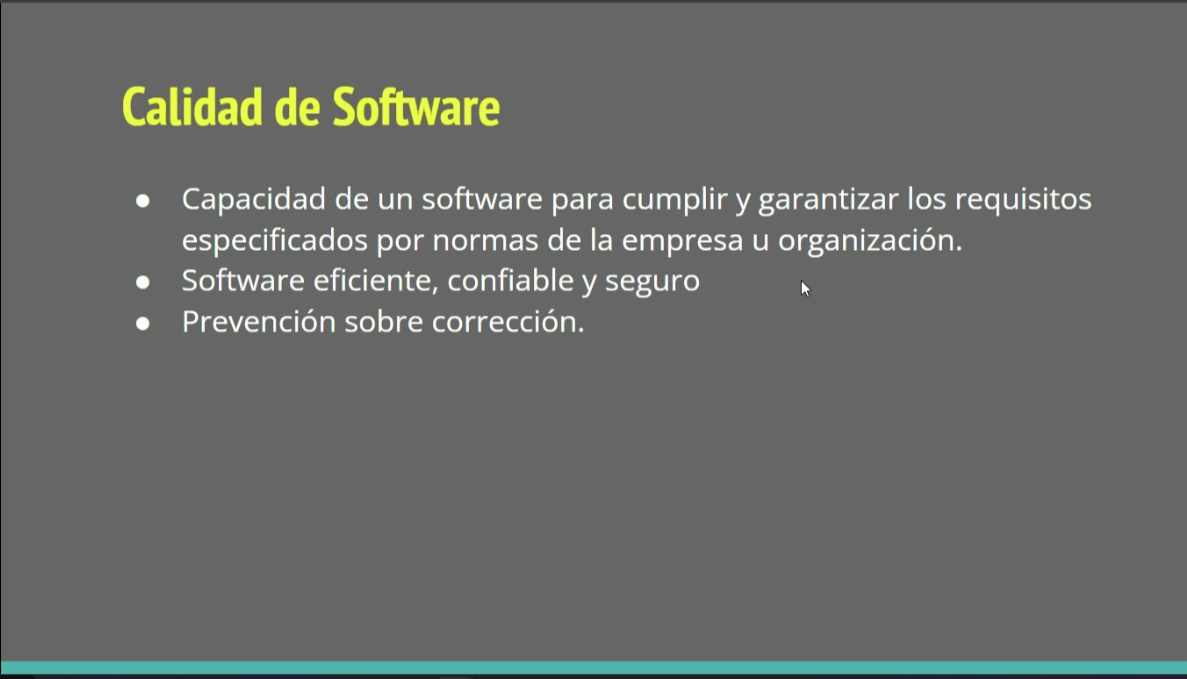 Calidad de Software
● Capacidad de un software para cumplir y garantizar los requisitos
especificados por normas de la empresa u organización.
● Software eficiente, confiable y seguro
● Prevención sobre corrección.